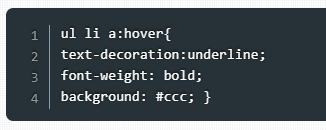 1 ul li a:hover{
2 text-decoration:underline;
3 font-weight: bold;
4 background: #ccc; }